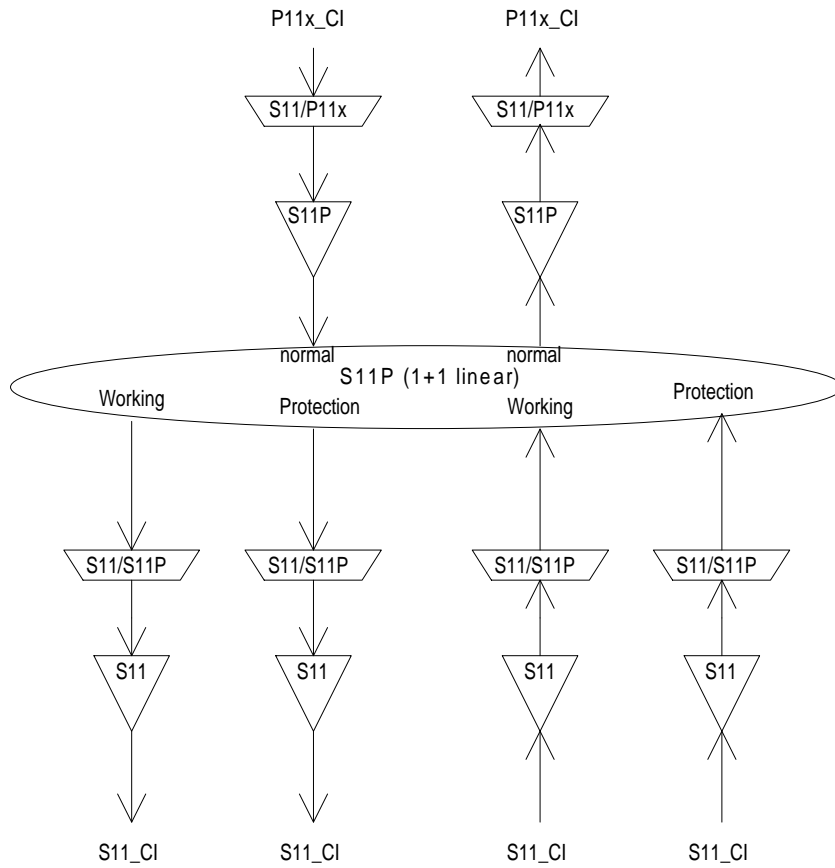 P11x_CI P11x_CI
S11/P11x S11/P11x
S11P S11P
normal normal
S11P (1+1 linear)
Working Protection Working Protection
S11/S11P S11/S11P S11/S11P S11/S11P
S11 S11 S11 S11
S11_CI S11_CI S11_CI S11_CI